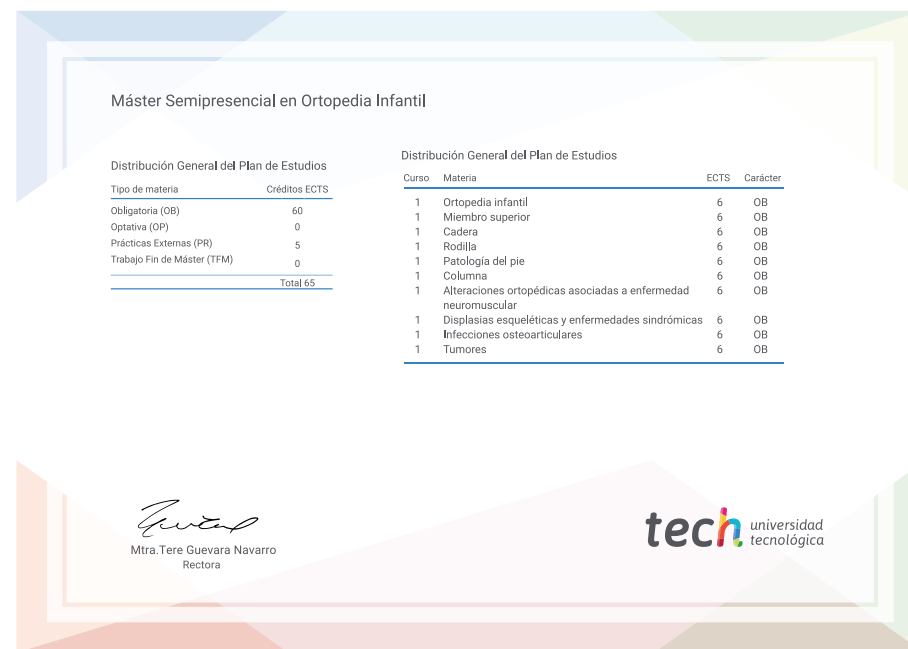 Máster Semipresencial en Ortopedia Infantil
Distribución General del Plan de Estudios
Tipo de materia Créditos ECTS
Obligatoria (OB) 60
Optativa (OP) 0
Prácticas Externas (PR) 5
Trabajo Fin de Máster (TFM) 0
Total 65
Distribución General del Plan de Estudios
Curso Materia ECTS Carácter
1 Ortopedia infantil 6 OB
1 Miembro superior 6 OB
1 Cadera 6 OB
1 Rodilla 6 OB
1 Patología del pie 6 OB
1 Columna 6 OB
1 Alteraciones ortopédicas asociadas a enfermedad 6 OB
neuromuscular
1 Displasias esqueléticas y enfermedades sindrómicas 6 OB
1 Infecciones osteoarticulares 6 OB
1 Tumores 6 OB
Mtra.Tere Guevara Navarro
Rectora
tech universidad
tecnológica